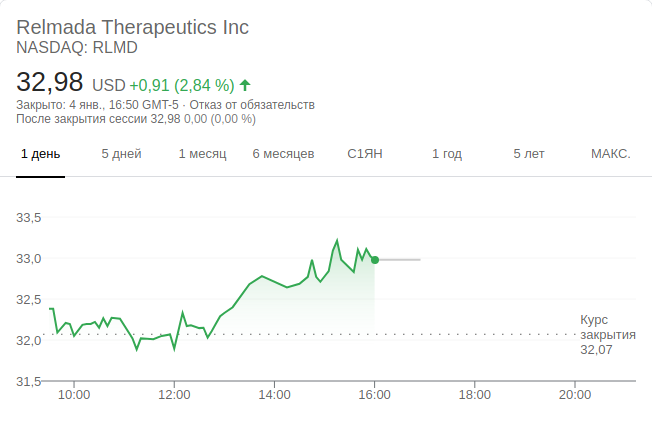 Relmada Therapeutics Inc
NASDAQ: RLMD
32,98 USD +0,91 (2,84 %)
Закрыто: 4 янв., 16:50 GMT-5 · Отказ от обязательств
После закрытия сессии 32,98 0,00 (0,00 %)
1 день 5 дней 1 месяц 6 месяцев С1ЯН 1 год 5 лет МАКС.
33,5
33,0
32,5
32,0
31,5
Курс
закрытия
32,07
10:00 12:00 14:00 16:00 18:00 20:00